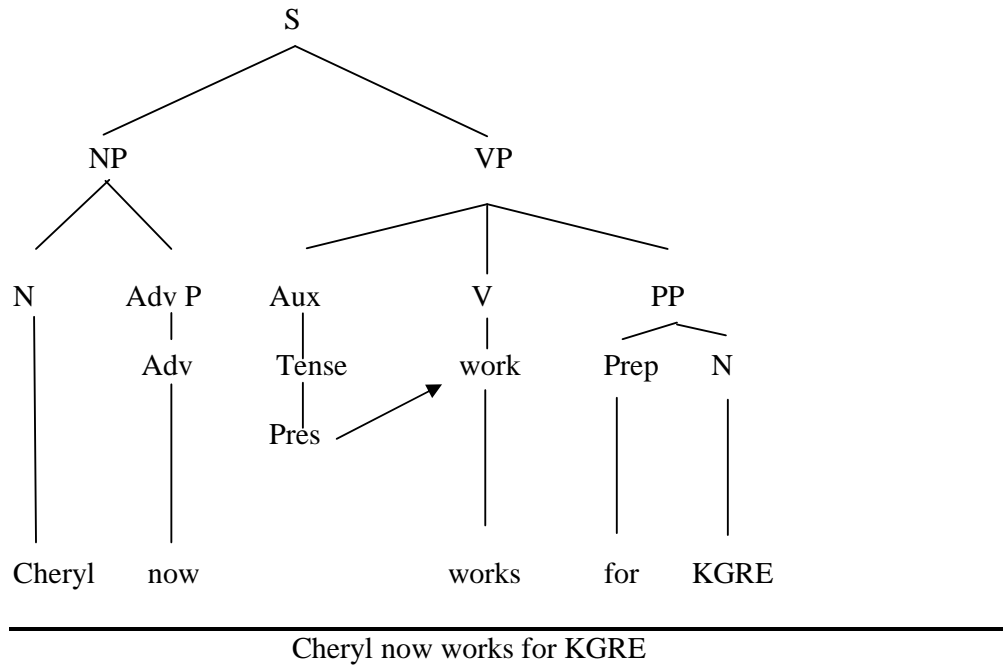 S
NP VP
N Adv P Aux V PP
Adv Tense work Prep N
Pres
Cheryl now works for KGRE
Cheryl now works for KGRE